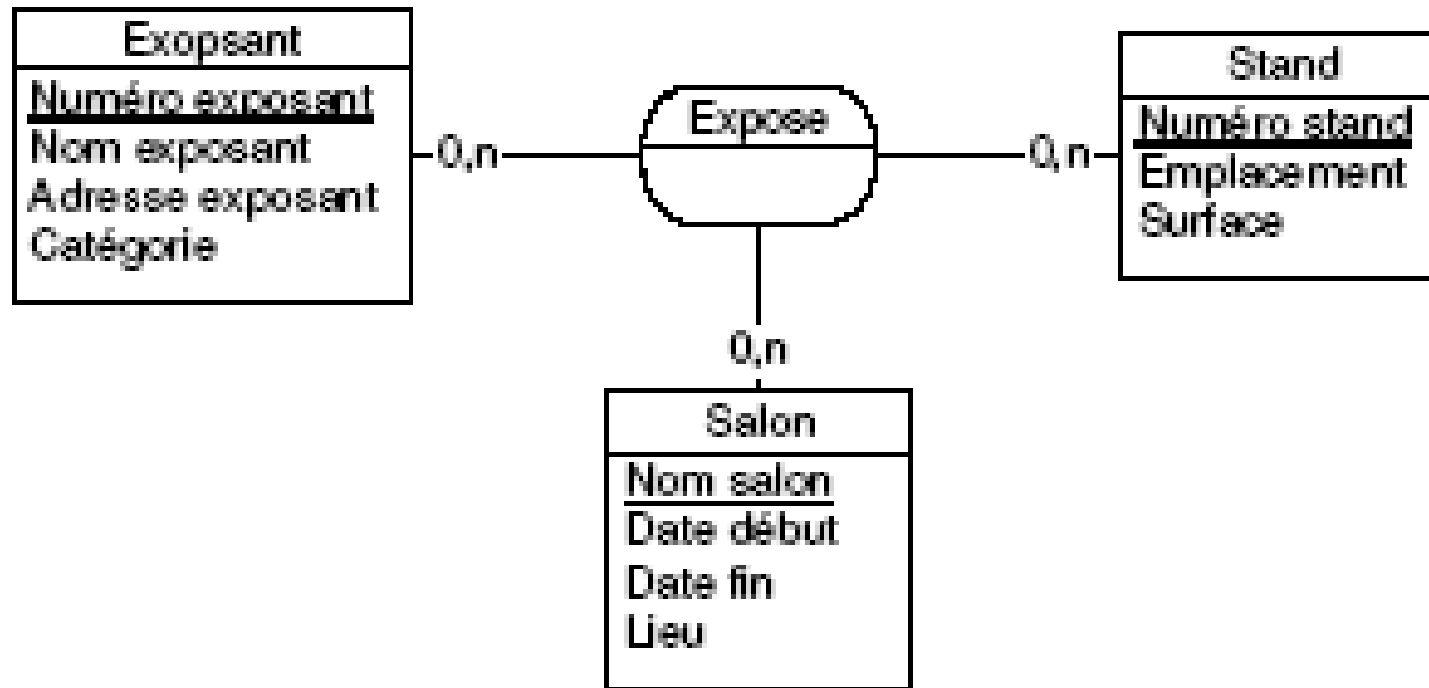 Exopsant
Numéro exposant
Nom exposant
Adresse exposant
Catégorie
0,n
Expose
0,n
Stand
Numéro stand
Emplacement
Surface
0,n
Salon
Nom salon
Date début
Date fin
Lieu